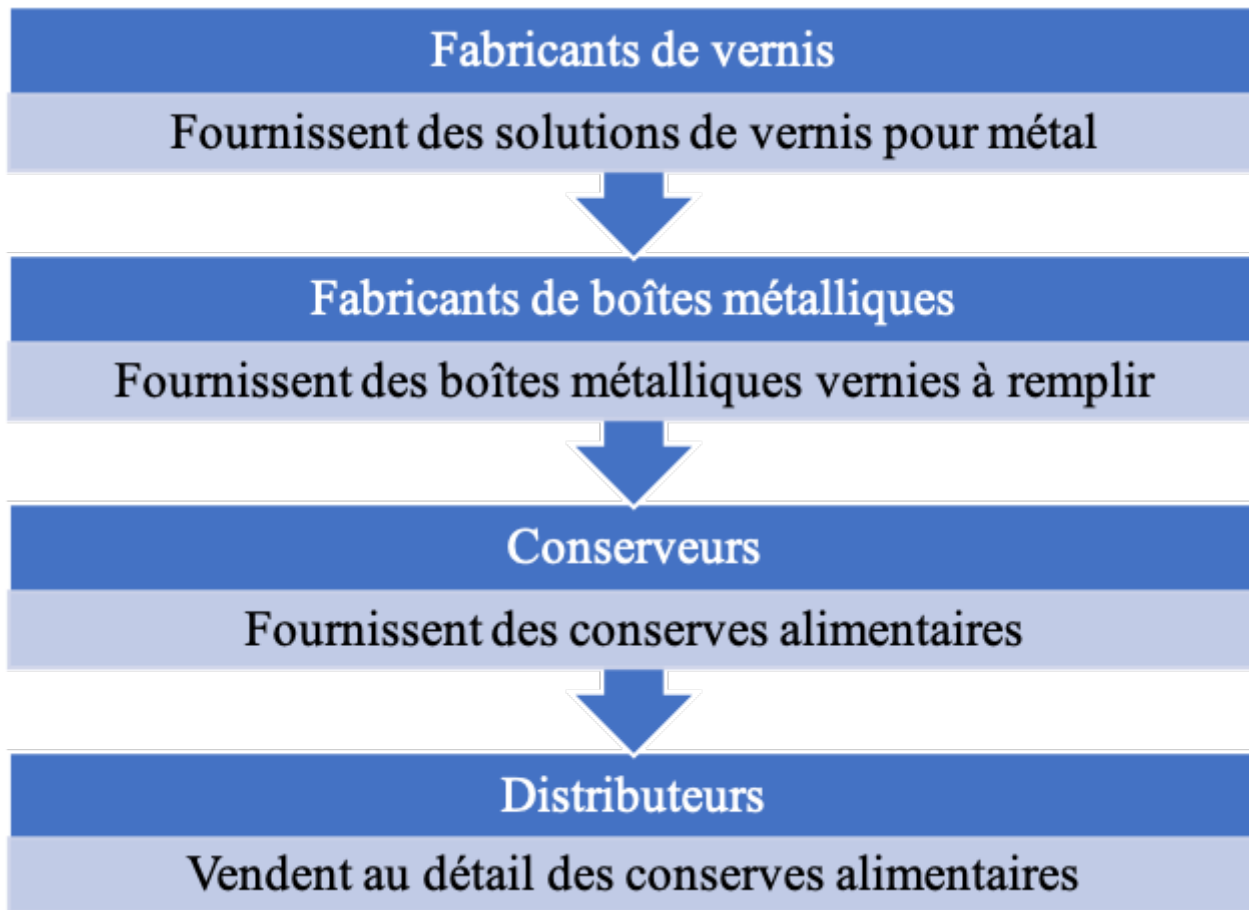 Fabricants de vernis
Fournissent des solutions de vernis pour métal
Fabricants de boîtes métalliques
Fournissent des boîtes métalliques vernies à remplir
Conserveurs
Fournissent des conserves alimentaires
Distributeurs
Vendent au détail des conserves alimentaires